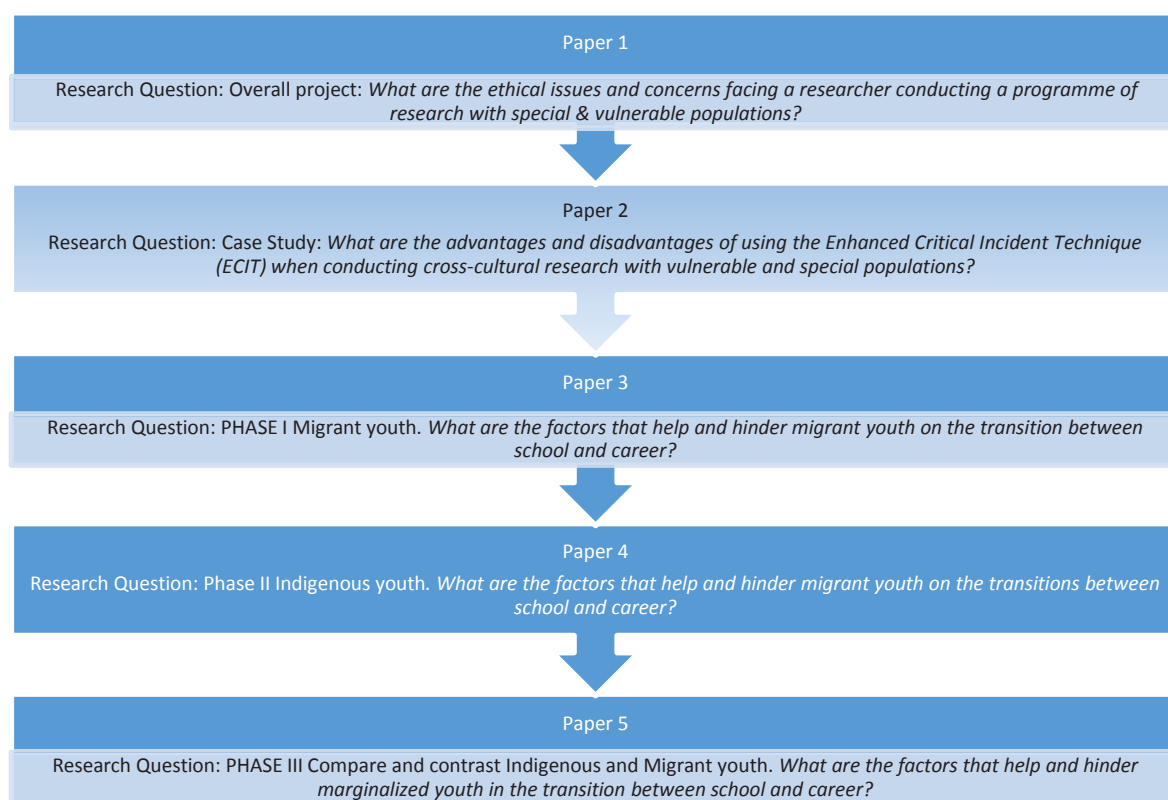 Paper 1
Research Question: Overall project: What are the ethical issues and concerns facing a researcher conducting a programme of
research with special & vulnerable populations?
Paper 2
Research Question: Case Study: What are the advantages and disadvantages of using the Enhanced Critical Incident Technique
(ECIT) when conducting cross-cultural research with vulnerable and special populations?
Paper 3
Research Question: PHASE I Migrant youth. What are the factors that help and hinder migrant youth on the transition between
school and career?
Paper 4
Research Question: Phase II Indigenous youth. What are the factors that help and hinder migrant youth on the transitions between
school and career?
Paper 5
Research Question: PHASE III Compare and contrast Indigenous and Migrant youth. What are the factors that help and hinder
marginalized youth in the transition between school and career?